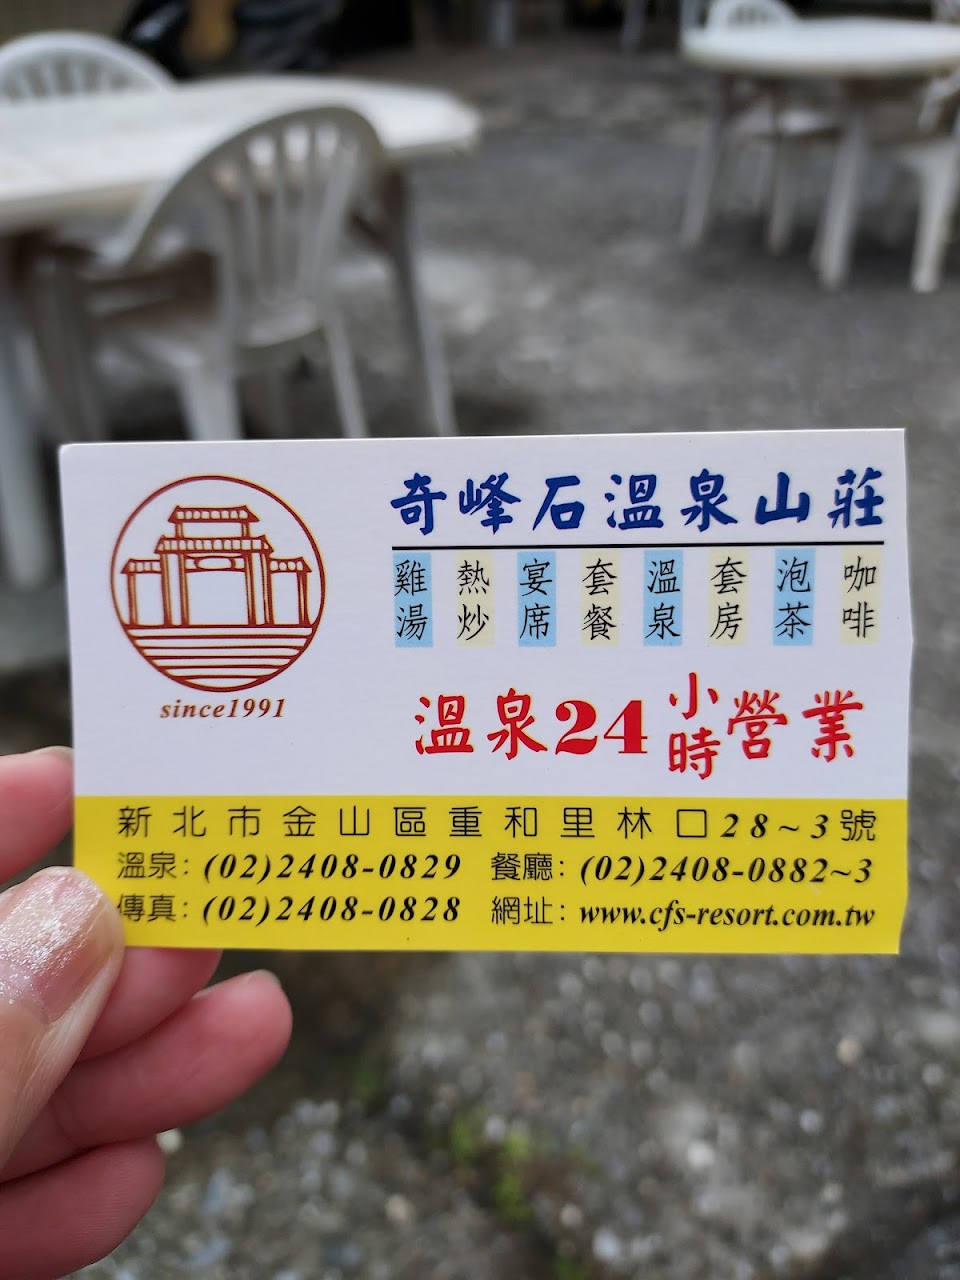 奇峰石溫泉山莊
雞湯 熱炒 宴席 套餐 溫泉 套房 泡茶 咖啡
since1991
溫泉24小時營業
新北市金山區重和里林口28~3號
溫泉：(02)2408-0829 餐廳：(02)2408-0882~3
傳真：(02)2408-0828 網址：www.cfs-resort.com.tw